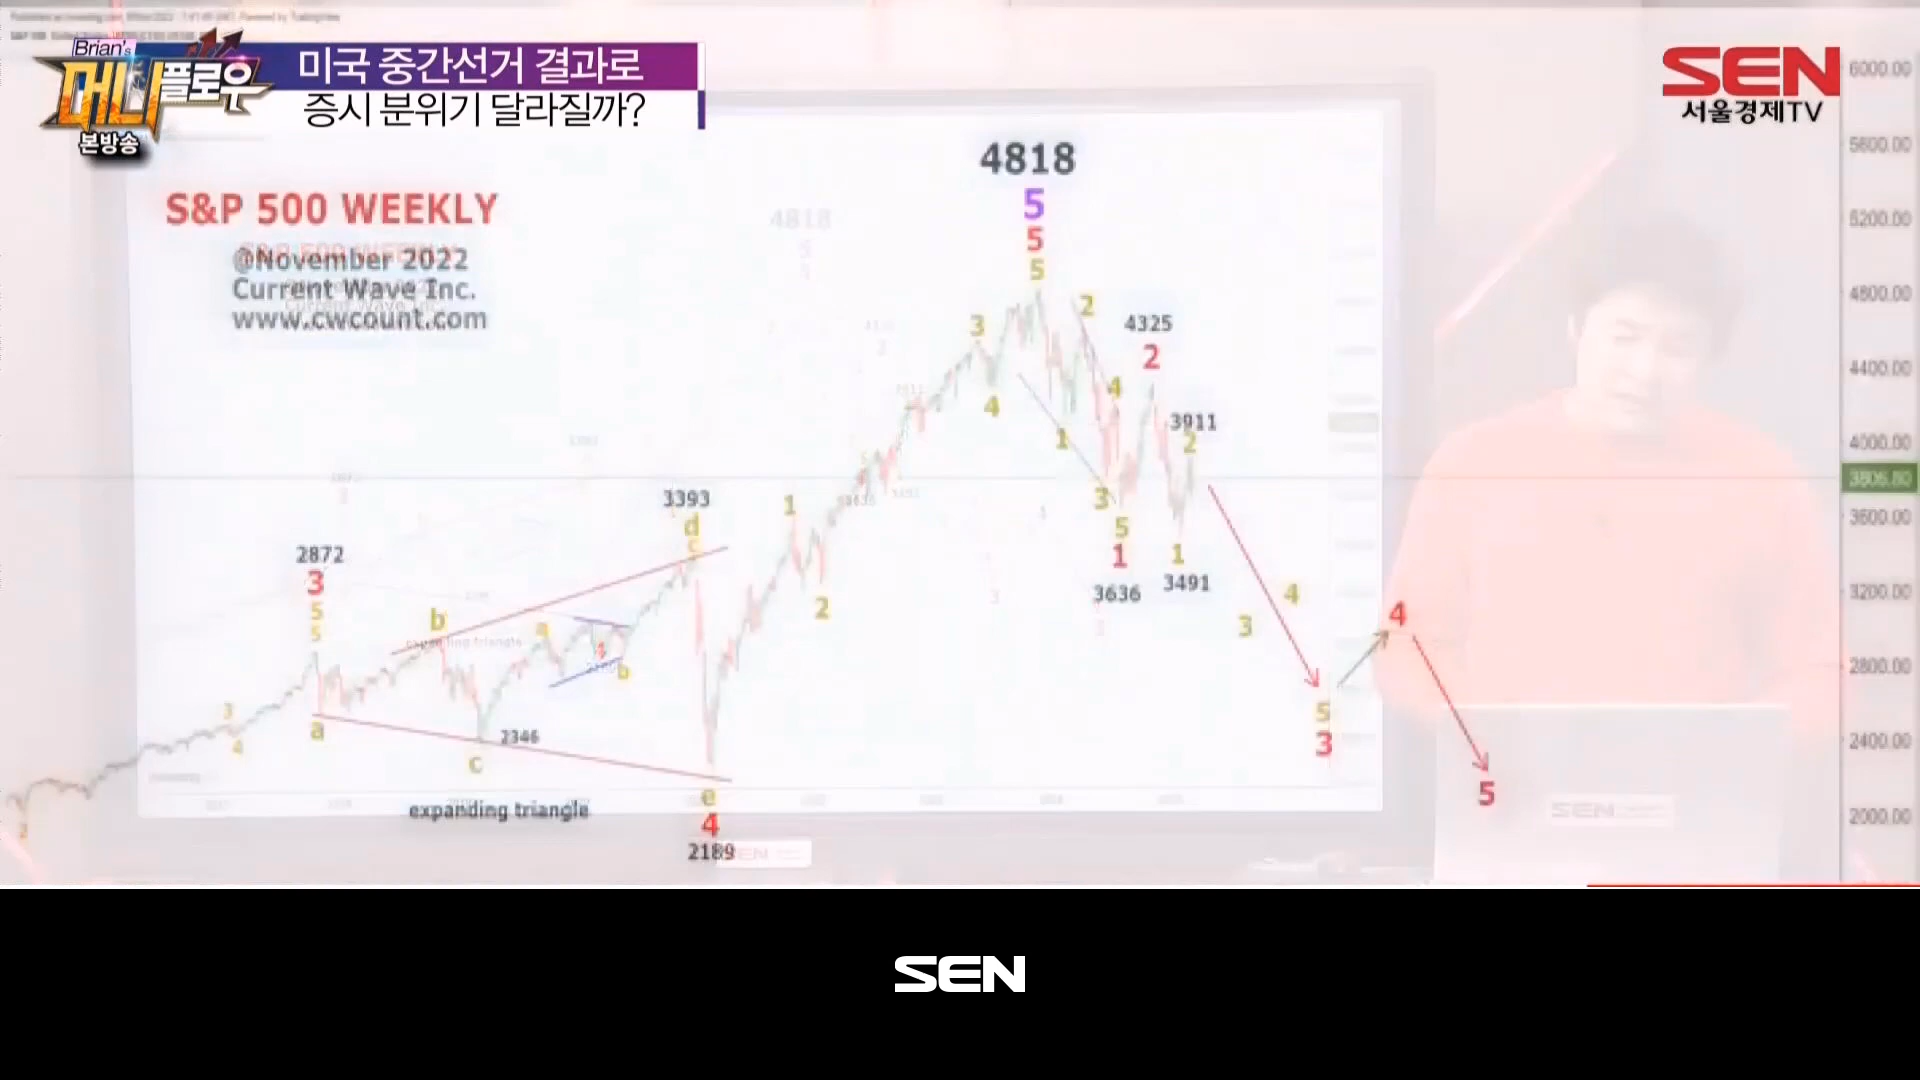 Brian's
머니플로우
본방송
미국 중간선거 결과로
증시 분위기 달라질까?
SEN
서울경제TV
S&P 500 WEEKLY
@November 2022
Current Wave Inc.
www.cwcount.com
4818
5
5
5
3
4
2
4325
2
4
3911
2
1
3
5
1
3636
1
3491
3393
d
c
1
2
2872
3
5
5
b
a
b
a
c
2346
3
4
2
expanding triangle
e
4
2189
3
4
5
3
4
5
6000.00
5600.00
5200.00
4800.00
4400.00
4000.00
3806.80
3600.00
3200.00
2800.00
2400.00
2000.00
SEN